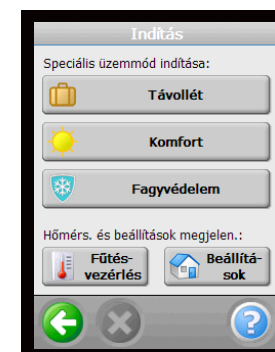 Indítás
Speciális üzemmód indítása:
Távollét
Komfort
Fagyvédelem
Hőmérs. és beállítások megjelen.:
Fűtés-
vezérlés
Beállítá-
sok